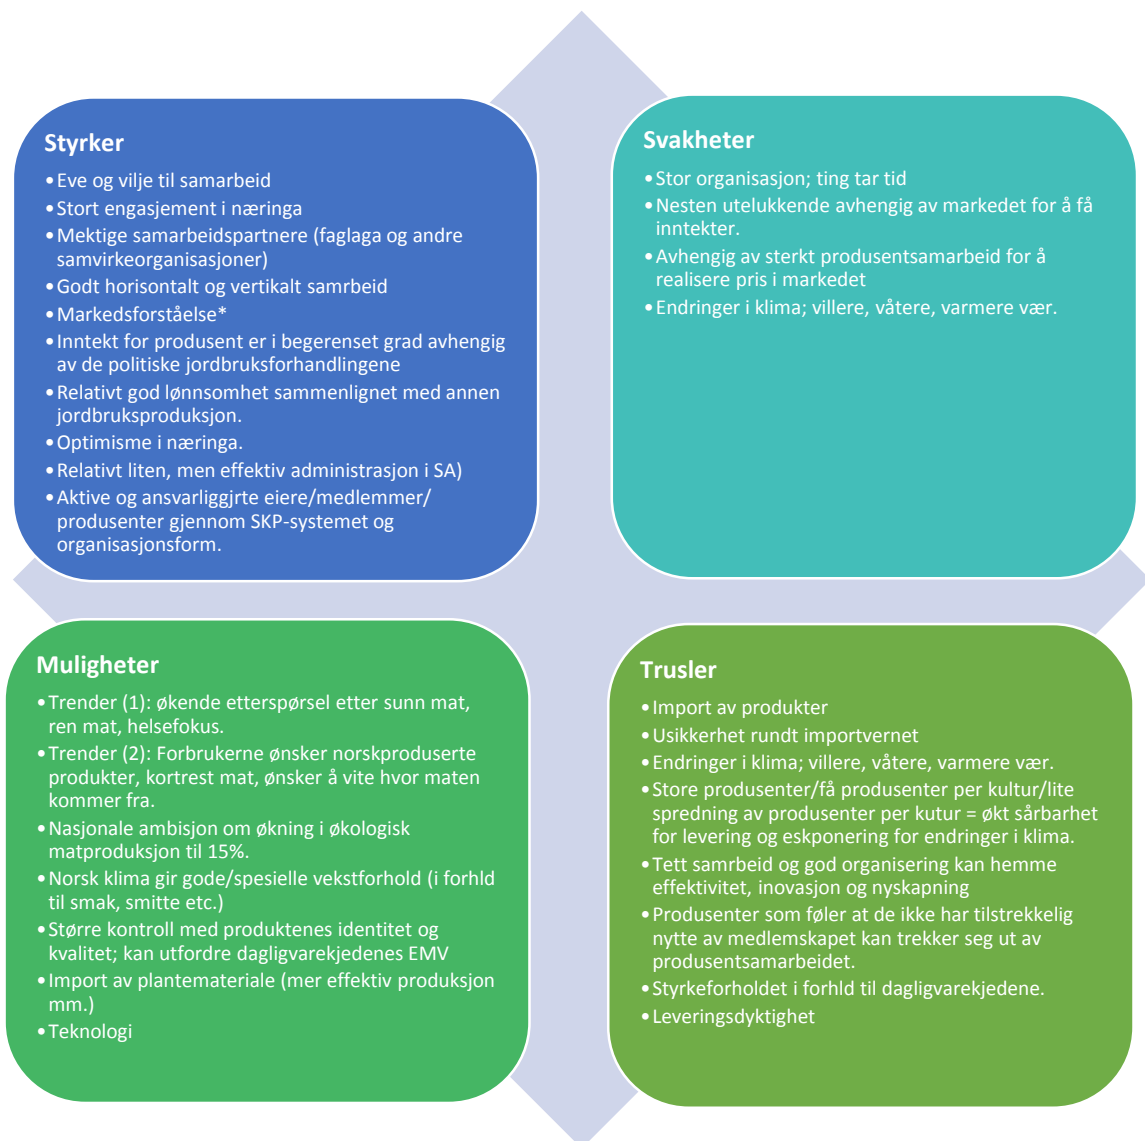 Styrker
•Eve og vilje til samarbeid
•Stort engasjement i næringa
•Mektige samarbeidspartnere (faglaga og andre
samvirkeorganisasjoner)
•Godt horisontalt og vertikalt samrbeid
•Markedsforståelse*
•Inntekt for produsent er i begerenset grad avhengig
av de politiske jordbruksforhandlingene
•Relativt god lønnsomhet sammenlignet med annen
jordbruksproduksjon.
•Optimisme i næringa.
•Relativt liten, men effektiv administrasjon i SA)
•Aktive og ansvarliggjrte eiere/medlemmer/
produsenter gjennom SKP-systemet og
organisasjonsform.
Svakheter
•Stor organisasjon; ting tar tid
•Nesten utelukkende avhengig av markedet for å få
inntekter.
•Avhengig av sterkt produsentsamarbeid for å
realisere pris i markedet
•Endringer i klima; villere, våtere, varmere vær.
Muligheter
•Trender (1): økende etterspørsel etter sunn mat,
ren mat, helsefokus.
•Trender (2): Forbrukerne ønsker norskproduserte
produkter, kortrest mat, ønsker å vite hvor maten
kommer fra.
•Nasjonale ambisjon om økning i økologisk
matproduksjon til 15%.
•Norsk klima gir gode/spesielle vekstforhold (i forhld
til smak, smitte etc.)
•Større kontroll med produktenes identitet og
kvalitet; kan utfordre dagligvarekjedenes EMV
•Import av plantemateriale (mer effektiv produksjon
mm.)
•Teknologi
Trusler
•Import av produkter
•Usikkerhet rundt importvernet
•Endringer i klima; villere, våtere, varmere vær.
•Store produsenter/få produsenter per kultur/lite
spredning av produsenter per kutur = økt sårbarhet
for levering og eskponering for endringer i klima.
•Tett samrbeid og god organisering kan hemme
effektivitet, inovasjon og nyskapning
•Produsenter som føler at de ikke har tilstrekkelig
nytte av medlemskapet kan trekker seg ut av
produsentsamarbeidet.
•Styrkeforholdet i forhld til dagligvarekjedene.
•Leveringsdyktighet